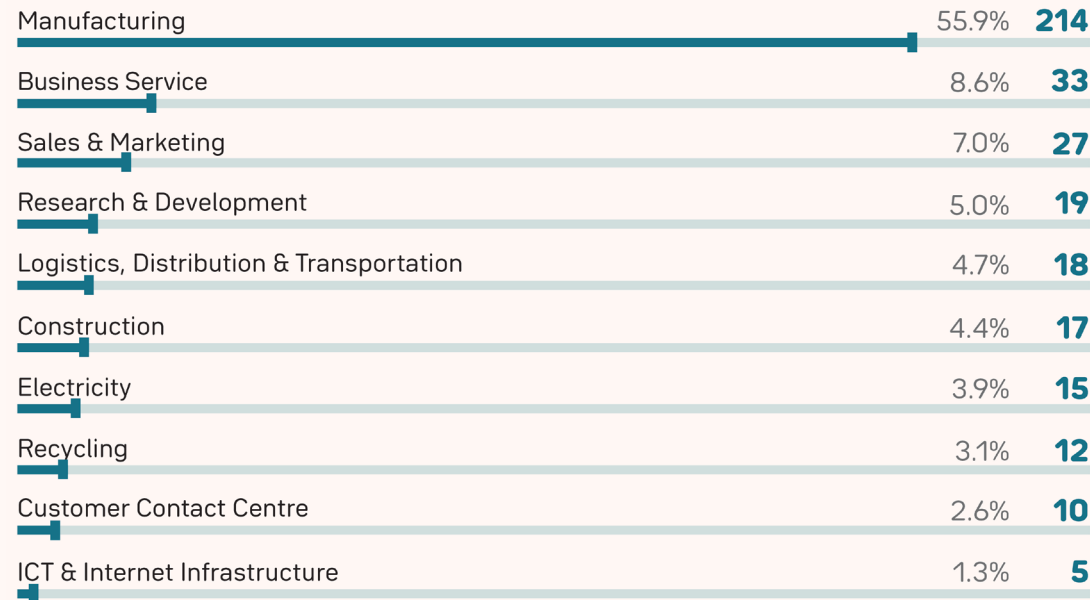 Manufacturing 55.9% 214
Business Service 8.6% 33
Sales & Marketing 7.0% 27
Research & Development 5.0% 19
Logistics, Distribution & Transportation 4.7% 18
Construction 4.4% 17
Electricity 3.9% 15
Recycling 3.1% 12
Customer Contact Centre 2.6% 10
ICT & Internet Infrastructure 1.3% 5